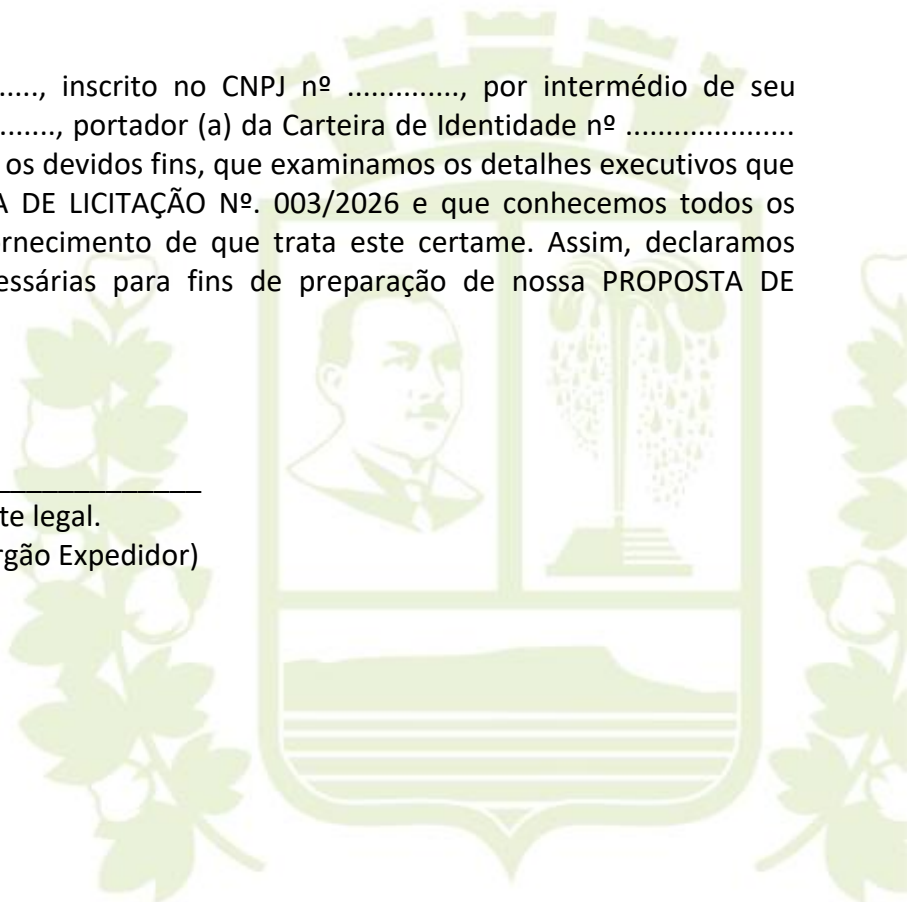 ....., inscrito no CNPJ nº .............., por intermédio de seu
........, portador (a) da Carteira de Identidade nº .....................
os devidos fins, que examinamos os detalhes executivos que
A DE LICITAÇÃO Nº. 003/2026 e que conhecemos todos os
rnecimento de que trata este certame. Assim, declaramos
essárias para fins de preparação de nossa PROPOSTA DE
______________
te legal.
rgão Expedidor)